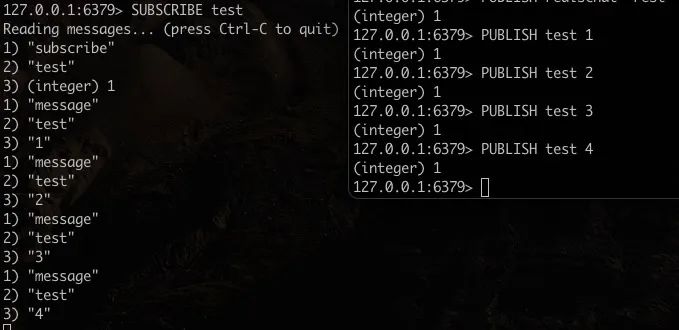 127.0.0.1:6379> SUBSCRIBE test
Reading messages... (press Ctrl-C to quit)
1) "subscribe"
2) "test"
3) (integer) 1
1) "message"
2) "test"
3) "1"
1) "message"
2) "test"
3) "2"
1) "message"
2) "test"
3) "3"
1) "message"
2) "test"
3) "4"
(integer) 1
127.0.0.1:6379> PUBLISH test 1
(integer) 1
127.0.0.1:6379> PUBLISH test 2
(integer) 1
127.0.0.1:6379> PUBLISH test 3
(integer) 1
127.0.0.1:6379> PUBLISH test 4
(integer) 1
127.0.0.1:6379>